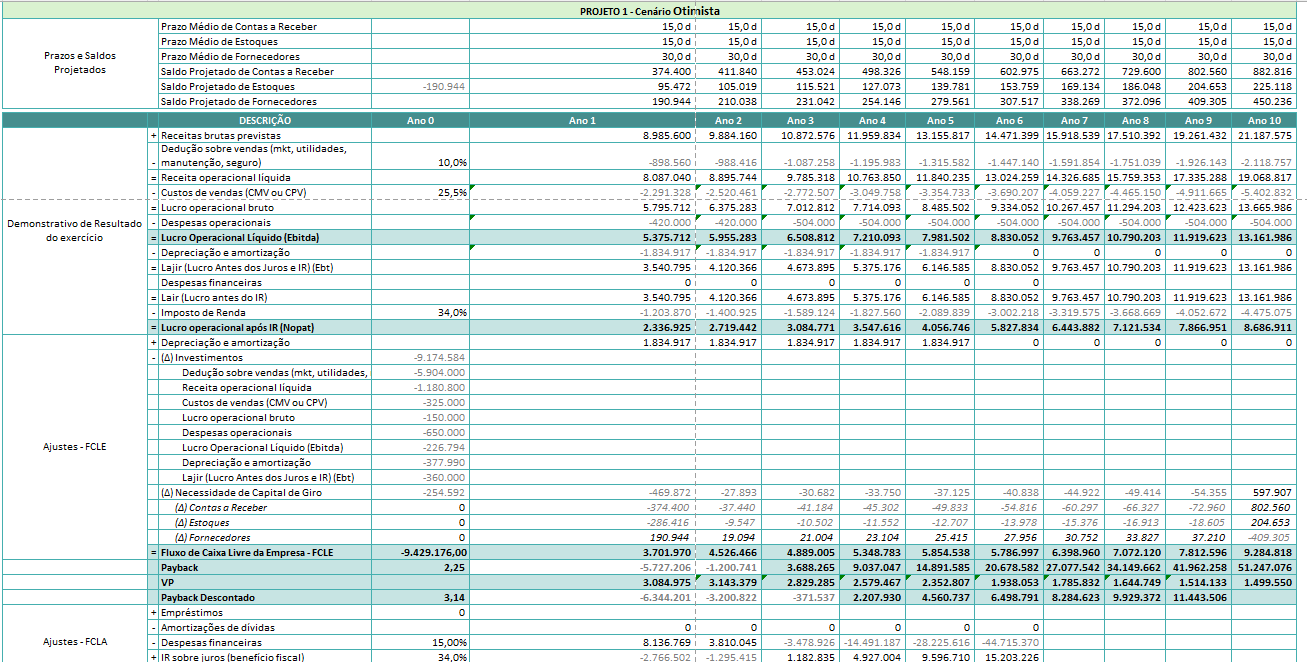 PROJETO 1 - Cenário Otimista
Prazo Médio de Contas a Receber 15,0 d 15,0 d 15,0 d 15,0 d 15,0 d 15,0 d 15,0 d 15,0 d 15,0 d 15,0 d
Prazo Médio de Estoques 15,0 d 15,0 d 15,0 d 15,0 d 15,0 d 15,0 d 15,0 d 15,0 d 15,0 d 15,0 d
Prazos e Saldos
Projetados
Prazo Médio de Fornecedores 30,0 d 30,0 d 30,0 d 30,0 d 30,0 d 30,0 d 30,0 d 30,0 d 30,0 d 30,0 d
Saldo Projetado de Contas a Receber 374.400 411.840 453.024 498.326 548.159 602.975 663.272 729.600 802.560 882.816
Saldo Projetado de Estoques -190.944 95.472 105.019 115.521 127.073 139.781 153.759 169.134 186.048 204.653 225.118
Saldo Projetado de Fornecedores 190.944 210.038 231.042 254.146 279.561 307.517 338.269 372.096 409.305 450.236
DESCRIÇÃO Ano 0 Ano 1 Ano 2 Ano 3 Ano 4 Ano 5 Ano 6 Ano 7 Ano 8 Ano 9 Ano 10
+ Receitas brutas previstas 8.985.600 9.884.160 10.872.576 11.959.834 13.155.817 14.471.399 15.918.539 17.510.392 19.261.432 21.187.575
Dedução sobre vendas (mkt, utilidades,
- manutenção, seguro) 10,0% -898.560 -988.416 -1.087.258 -1.195.983 -1.315.582 -1.447.140 -1.591.854 -1.751.039 -1.926.143 -2.118.757
= Receita operacional líquida 8.087.040 8.895.744 9.785.318 10.763.850 11.840.235 13.024.259 14.326.685 15.759.353 17.335.288 19.068.817
- Custos de vendas (CMV ou CPV) 25,5% -2.291.328 -2.520.461 -2.772.507 -3.049.758 -3.354.733 -3.690.207 -4.059.227 -4.465.150 -4.911.665 -5.402.832
= Lucro operacional bruto 5.795.712 6.375.283 7.012.812 7.714.093 8.485.502 9.334.052 10.267.457 11.294.203 12.423.623 13.665.986
Demonstrativo de Resultado
do exercício
- Despesas operacionais -420.000 -420.000 -504.000 -504.000 -504.000 -504.000 -504.000 -504.000 -504.000 -504.000
= Lucro Operacional Líquido (Ebitda) 5.375.712 5.955.283 6.508.812 7.210.093 7.981.502 8.830.052 9.763.457 10.790.203 11.919.623 13.161.986
- Depreciação e amortização -1.834.917 -1.834.917 -1.834.917 -1.834.917 -1.834.917 0 0 0 0 0
= Lajir (Lucro Antes dos Juros e IR) (Ebt) 3.540.795 4.120.366 4.673.895 5.375.176 6.146.585 8.830.052 9.763.457 10.790.203 11.919.623 13.161.986
Despesas financeiras 0 0 0 0 0 0
= Lair (Lucro antes do IR) 3.540.795 4.120.366 4.673.895 5.375.176 6.146.585 8.830.052 9.763.457 10.790.203 11.919.623 13.161.986
- Imposto de Renda 34,0% -1.203.870 -1.400.925 -1.589.124 -1.827.560 -2.089.839 -3.002.218 -3.319.575 -3.668.669 -4.052.672 -4.475.075
= Lucro operacional após IR (Nopat) 2.336.925 2.719.442 3.084.771 3.547.616 4.056.746 5.827.834 6.443.882 7.121.534 7.866.951 8.686.911
+ Depreciação e amortização 1.834.917 1.834.917 1.834.917 1.834.917 1.834.917 0 0 0 0 0
- (Δ) Investimentos -9.174.584
Dedução sobre vendas (mkt, utilidades, -5.904.000
Receita operacional líquida -1.180.800
Custos de vendas (CMV ou CPV) -325.000
Lucro operacional bruto -150.000
Despesas operacionais -650.000
Ajustes - FCLE
Lucro Operacional Líquido (Ebitda) -226.794
Depreciação e amortização -377.990
Lajir (Lucro Antes dos Juros e IR) (Ebt) -360.000
(Δ) Necessidade de Capital de Giro -254.592 -469.872 -27.893 -30.682 -33.750 -37.125 -40.838 -44.922 -49.414 -54.355 597.907
(Δ) Contas a Receber 0 -374.400 -37.440 -41.184 -45.302 -49.833 -54.816 -60.297 -66.327 -72.960 802.560
(Δ) Estoques 0 -286.416 -9.547 -10.502 -11.552 -12.707 -13.978 -15.376 -16.913 -18.605 204.653
(Δ) Fornecedores 0 190.944 19.094 21.004 23.104 25.415 27.956 30.752 33.827 37.210 -409.305
= Fluxo de Caixa Livre da Empresa - FCLE -9.429.176,00 3.701.970 4.526.466 4.889.005 5.348.783 5.854.538 5.786.997 6.398.960 7.072.120 7.812.596 9.284.818
Payback 2,25 -5.727.206 -1.200.741 3.688.265 9.037.047 14.891.585 20.678.582 27.077.542 34.149.662 41.962.258 51.247.076
VP 3.084.975 3.143.379 2.829.285 2.579.467 2.352.807 1.938.053 1.785.832 1.644.749 1.514.133 1.499.550
Payback Descontado 3,14 -6.344.201 -3.200.822 -371.537 2.207.930 4.560.737 6.498.791 8.284.623 9.929.372 11.443.506
+ Empréstimos 0
- Amortizações de dívidas 0 0 0 0 0 0
Ajustes - FCLA
- Despesas financeiras 15,00% 8.136.769 3.810.045 -3.478.926 -14.491.187 -28.225.616 -44.715.370
+ IR sobre juros (benefício fiscal) 34,0% -2.766.502 -1.295.415 1.182.835 4.927.004 9.596.710 15.203.226